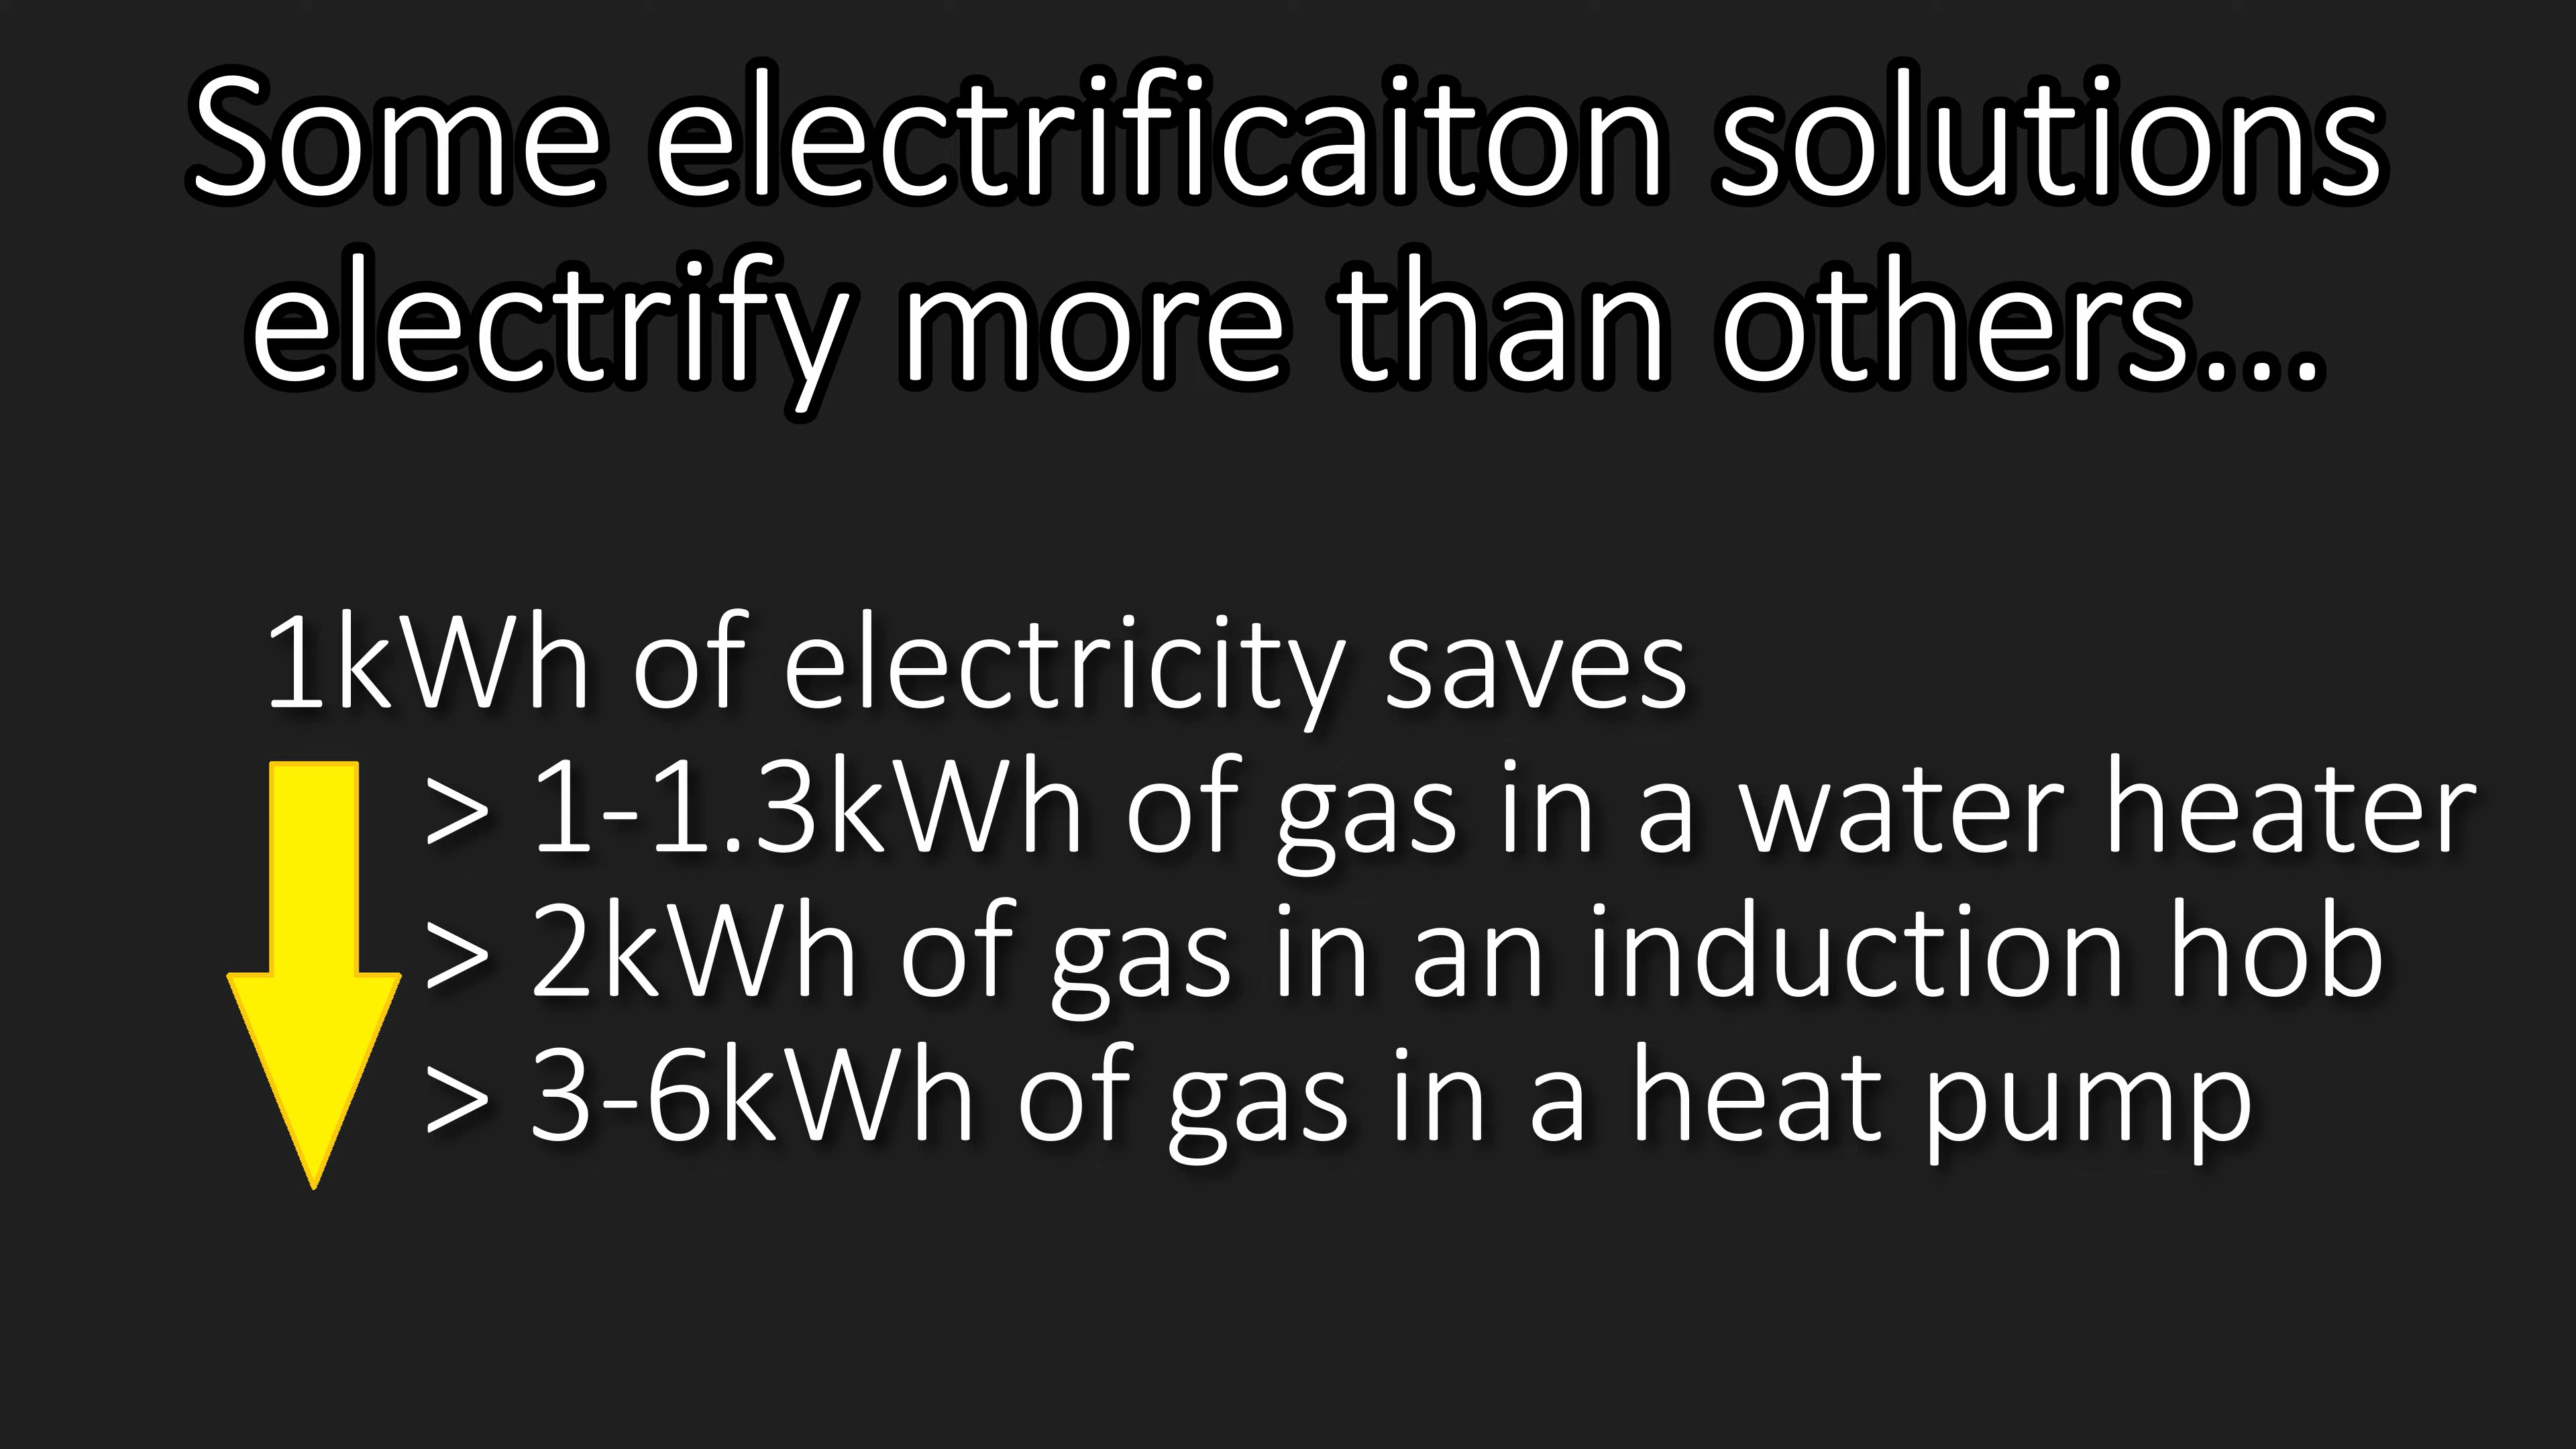 Some electrificaiton solutions
electrify more than others...
1kWh of electricity saves
> 1-1.3kWh of gas in a water heater
> 2kWh of gas in an induction hob
> 3-6kWh of gas in a heat pump